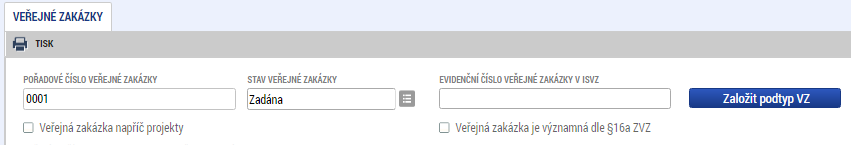 VEŘEJNÉ ZAKÁZKY
TISK
POŘADOVÉ ČÍSLO VEŘEJNÉ ZAKÁZKY STAV VEŘEJNÉ ZAKÁZKY EVIDENČNÍ ČÍSLO VEŘEJNÉ ZAKÁZKY V ISVZ
0001 Zadána Založit podtyp VZ
Veřejná zakázka napříč projekty Veřejná zakázka je významná dle §16a ZVZ